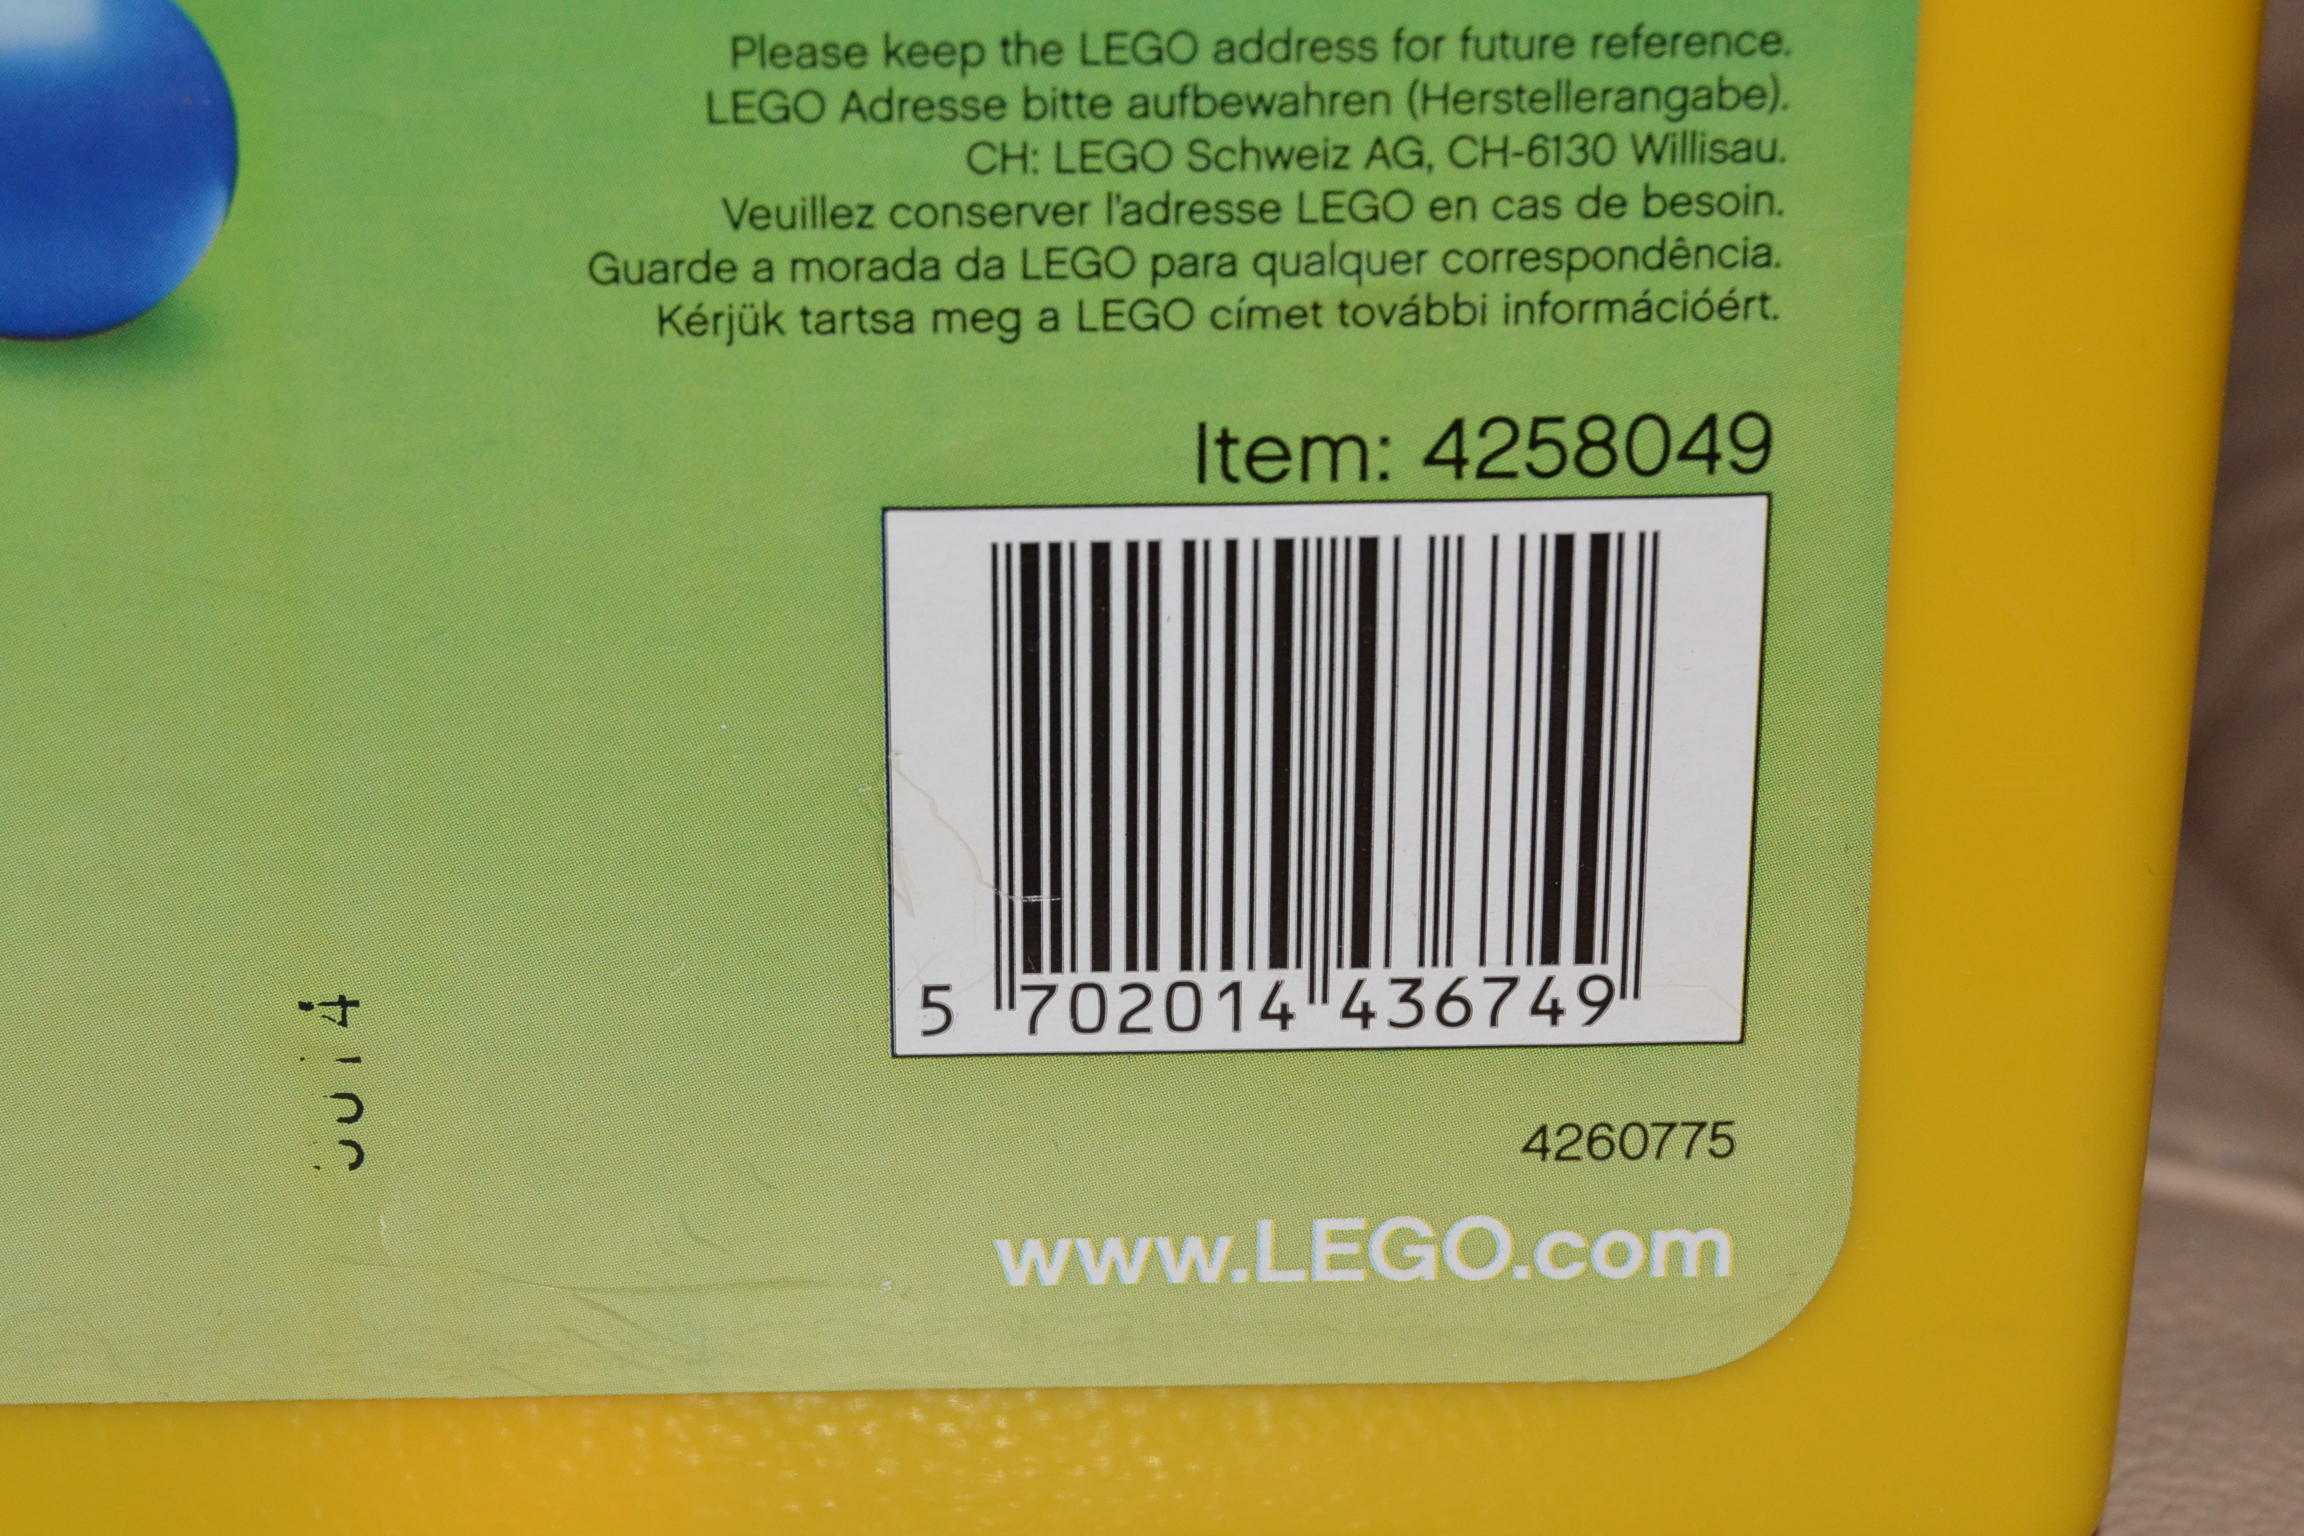 Please keep the LEGO address for future reference.
LEGO Adresse bitte aufbewahren (Herstellerangabe).
CH: LEGO Schweiz AG, CH-6130 Willisau.
Veuillez conserver l'adresse LEGO en cas de besoin.
Guarde a morada da LEGO para qualquer correspondência.
Kérjük tartsa meg a LEGO címet további információért.
Item: 4258049
5 702014 436749
4260775
www.LEGO.com